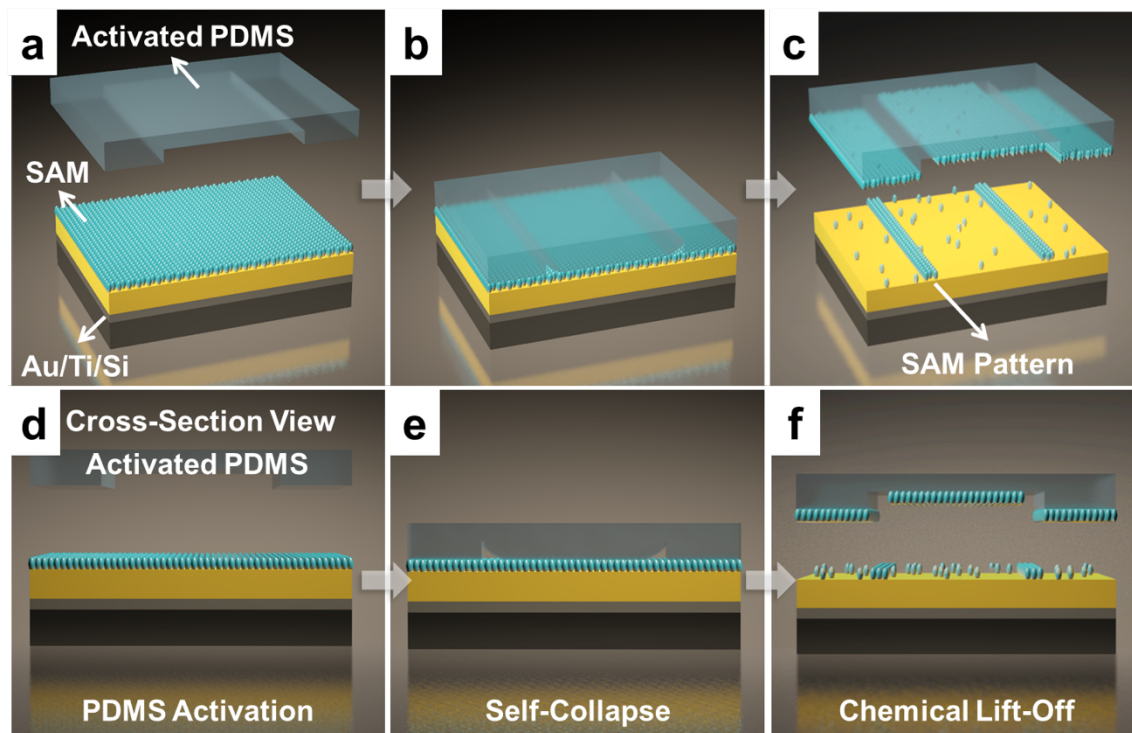 a
Activated PDMS
SAM
Au/Ti/Si
b
c
SAM Pattern
d
Cross-Section View
Activated PDMS
PDMS Activation
e
Self-Collapse
f
Chemical Lift-Off